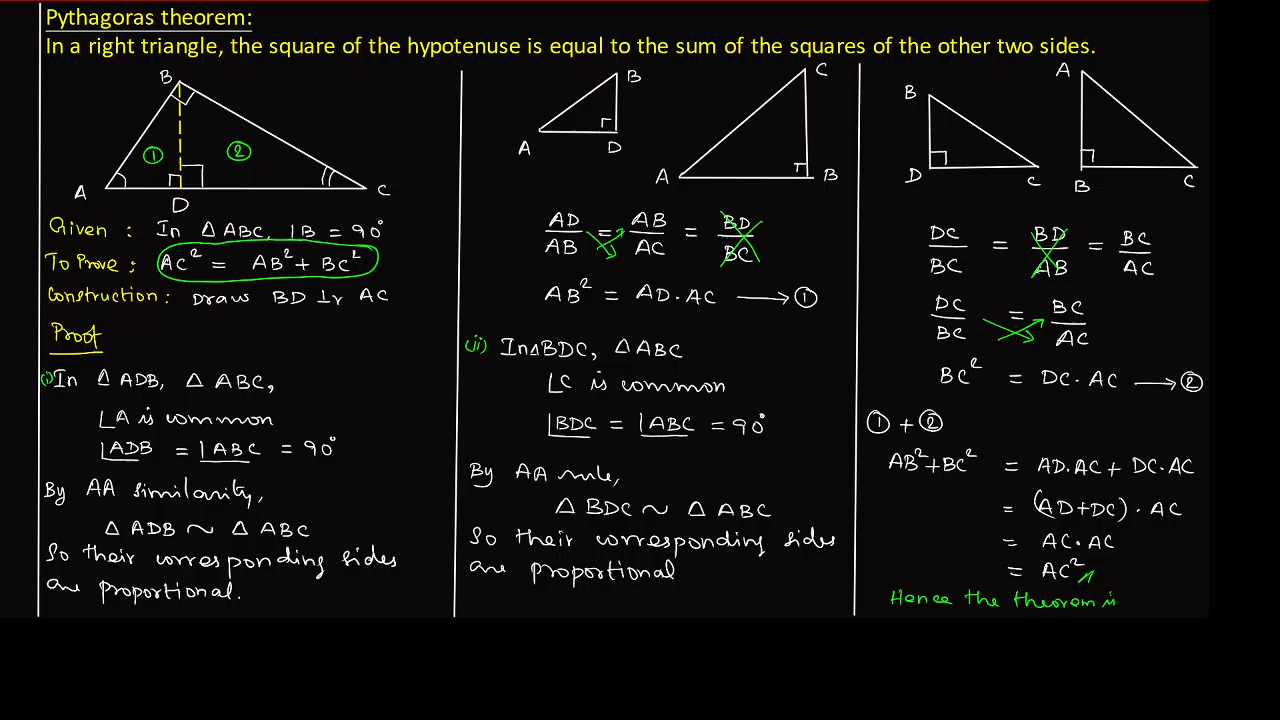 Pythagoras theorem:
In a right triangle, the square of the hypotenuse is equal to the sum of the squares of the other two sides.
B
① ②
A D C
Given : In △ ABC, ∠B = 90°
To Prove : AC² = AB² + BC²
Construction : Draw BD ⊥r AC
Proof
(i) In △ ADB, △ ABC,
∠A is common
∠ADB = ∠ABC = 90°
By AA similarity,
△ ADB ~ △ ABC
So their corresponding sides
are proportional.
B C
A D A B
AD/AB = AB/AC = BD/BC
AB² = AD·AC ⟶ ①
(ii) In △BDC, △ ABC
∠C is common
∠BDC = ∠ABC = 90°
By AA rule,
△ BDC ~ △ ABC
So their corresponding sides
are proportional
B A
D C B C
DC/BC = BD/AB = BC/AC
DC/BC = BC/AC
BC² = DC·AC ⟶ ②
① + ②
AB²+BC² = AD.AC + DC.AC
= (AD+DC) · AC
= AC·AC
= AC²
Hence the theorem is